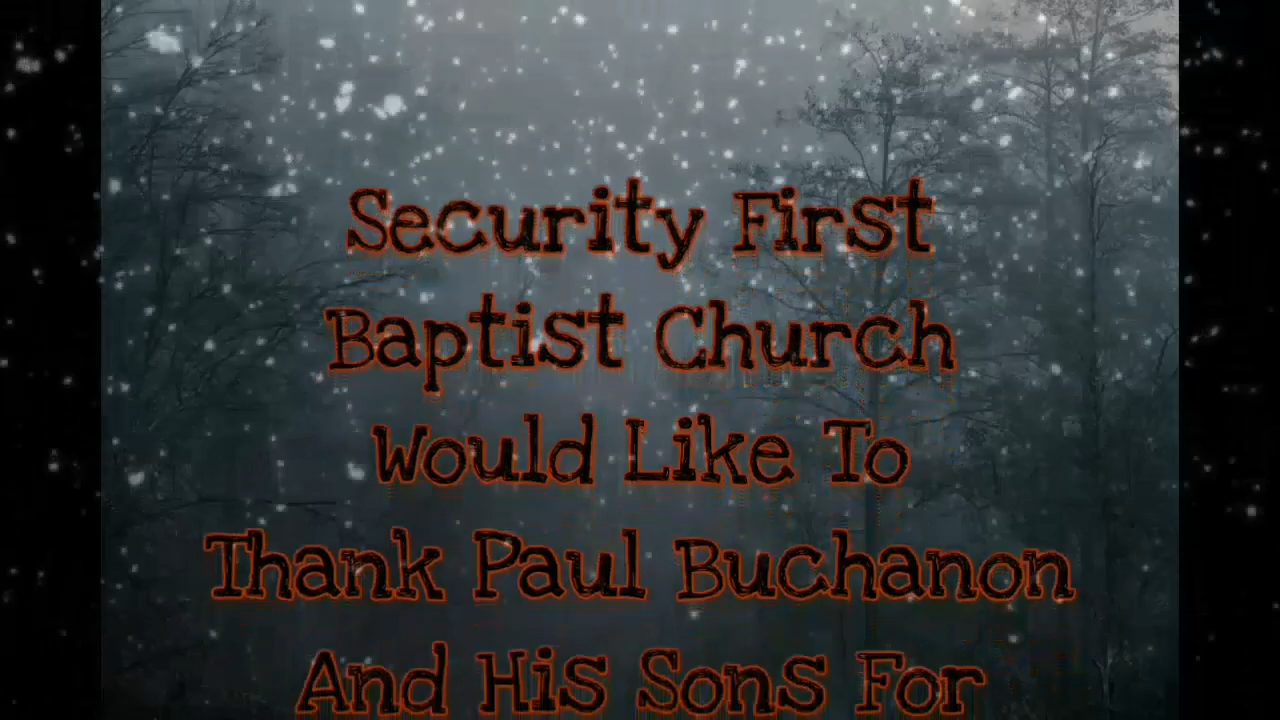 Security First
Baptist Church
Would Like To
Thank Paul Buchanon
And His Sons For